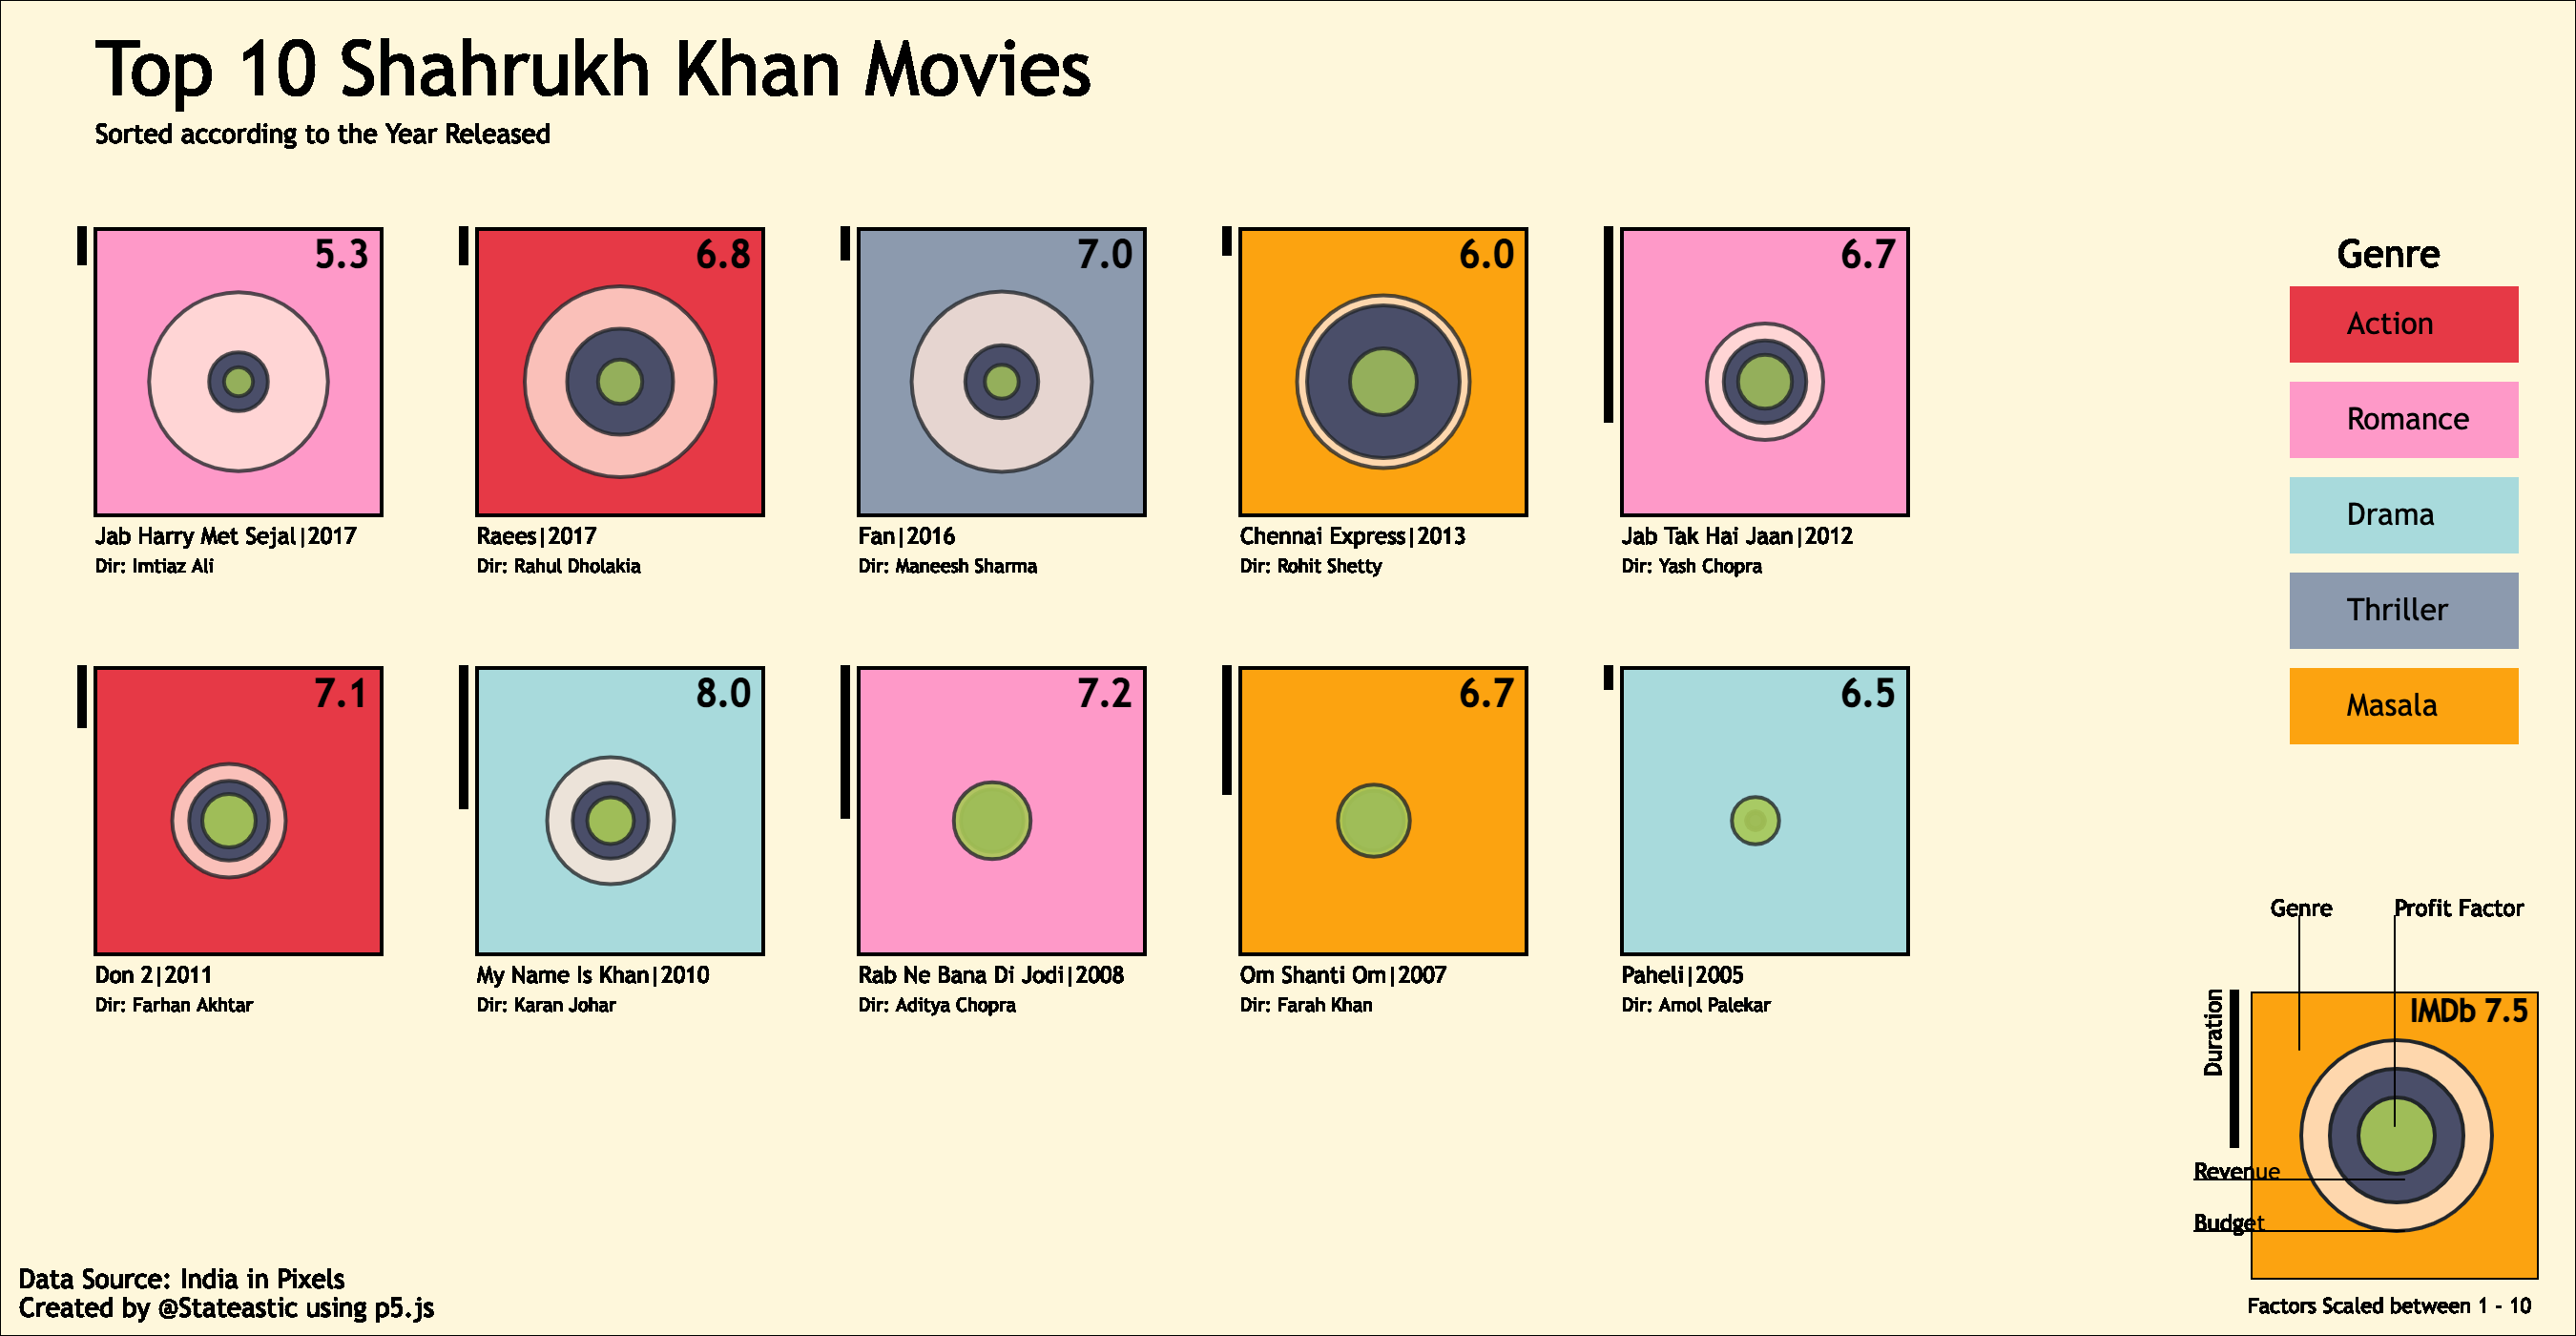 Top 10 Shahrukh Khan Movies
Sorted according to the Year Released
5.3
Jab Harry Met Sejal|2017
Dir: Imtiaz Ali
6.8
Raees|2017
Dir: Rahul Dholakia
7.0
Fan|2016
Dir: Maneesh Sharma
6.0
Chennai Express|2013
Dir: Rohit Shetty
6.7
Jab Tak Hai Jaan|2012
Dir: Yash Chopra
7.1
Don 2|2011
Dir: Farhan Akhtar
8.0
My Name Is Khan|2010
Dir: Karan Johar
7.2
Rab Ne Bana Di Jodi|2008
Dir: Aditya Chopra
6.7
Om Shanti Om|2007
Dir: Farah Khan
6.5
Paheli|2005
Dir: Amol Palekar
Genre
Action
Romance
Drama
Thriller
Masala
Genre
Profit Factor
Duration
IMDb 7.5
Revenue
Budget
Factors Scaled between 1 - 10
Data Source: India in Pixels
Created by @Stateastic using p5.js